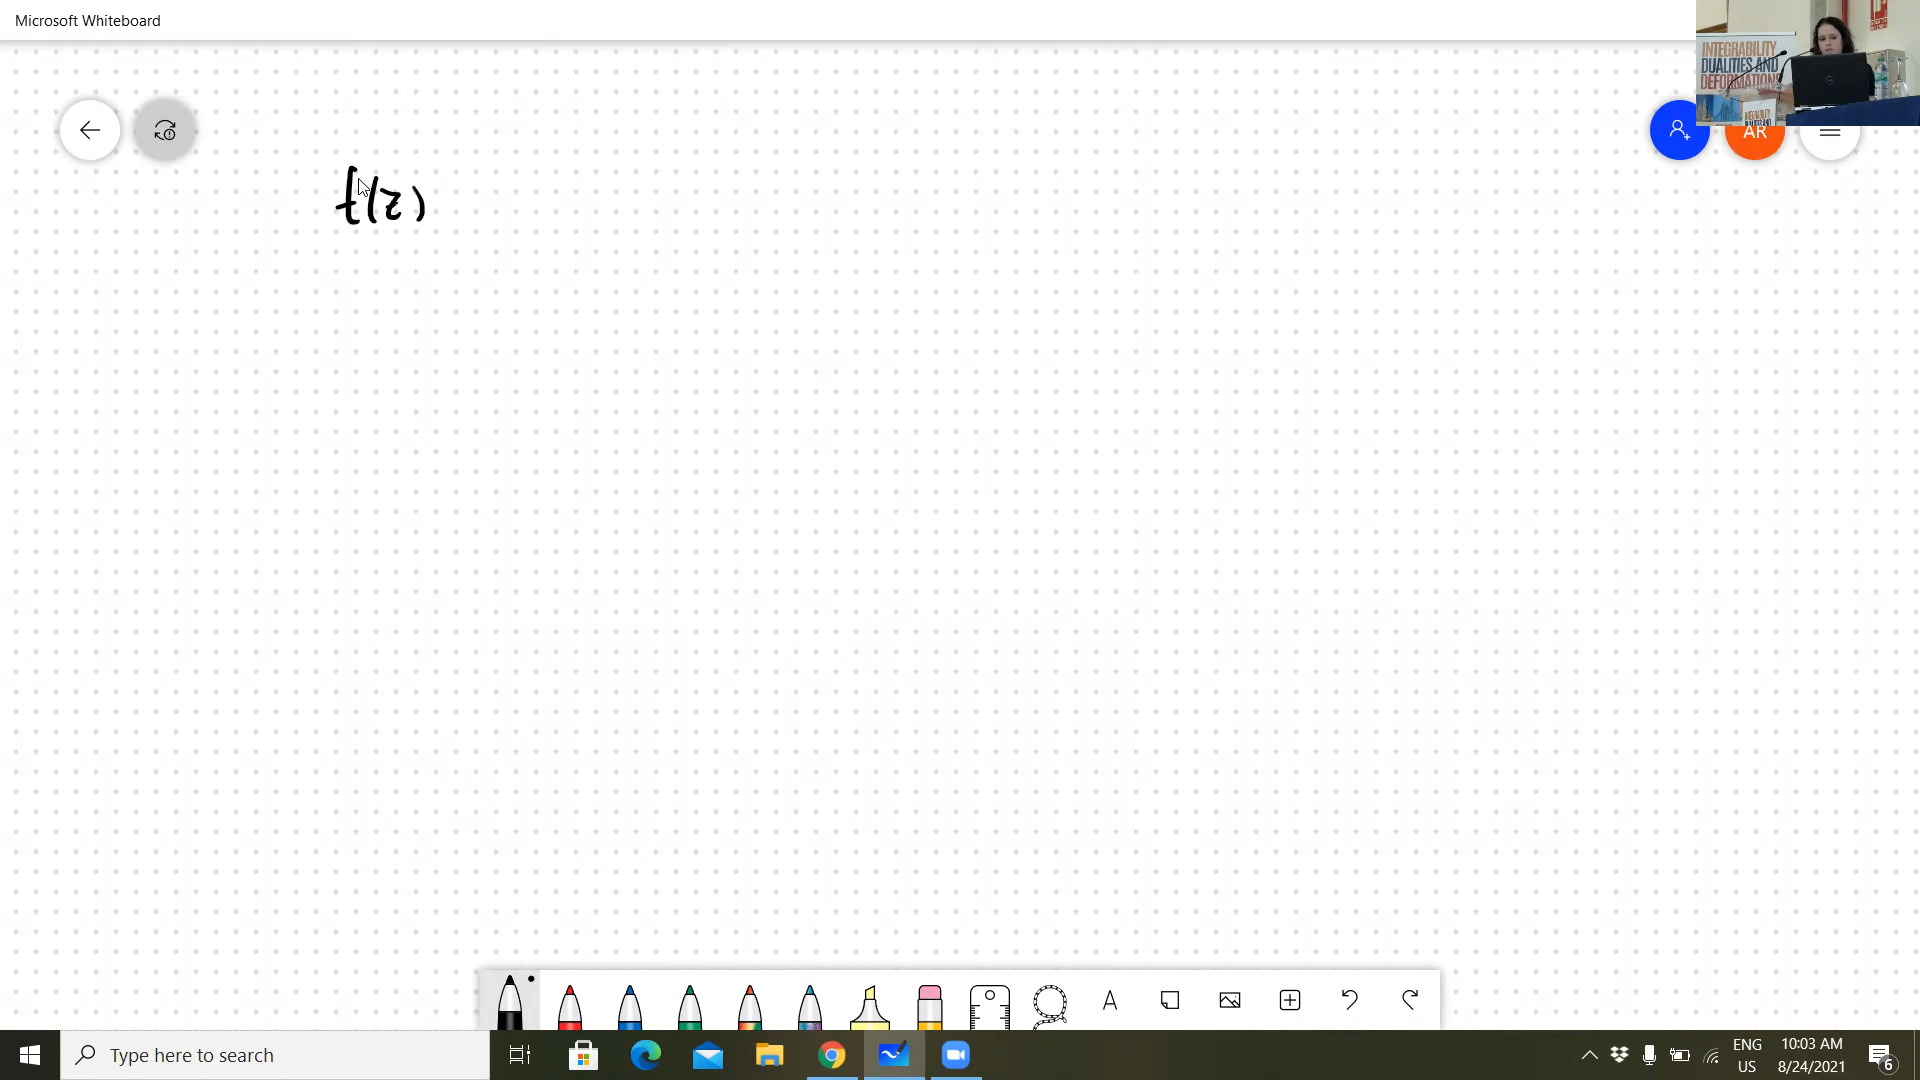 Microsoft Whiteboard
INTEGRABILITY
DUALITIES AND
DEFORMATIONS
AR
f(z)
A
Type here to search
ENG
US
10:03 AM
8/24/2021
6